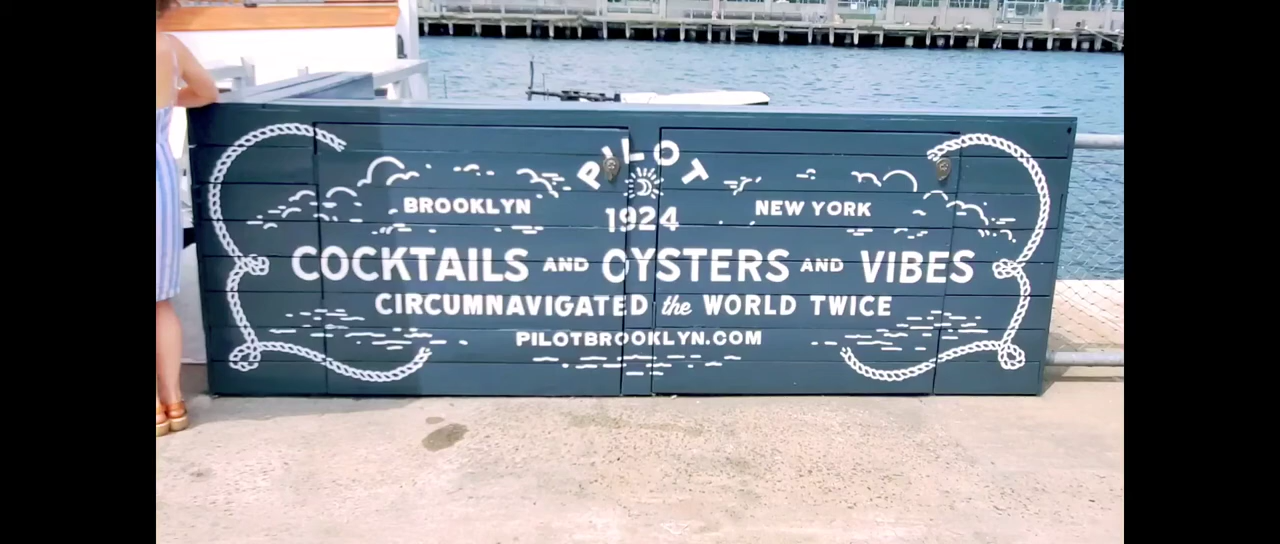 PILOT
BROOKLYN 1924 NEW YORK
COCKTAILS AND OYSTERS AND VIBES
CIRCUMNAVIGATED the WORLD TWICE
PILOTBROOKLYN.COM